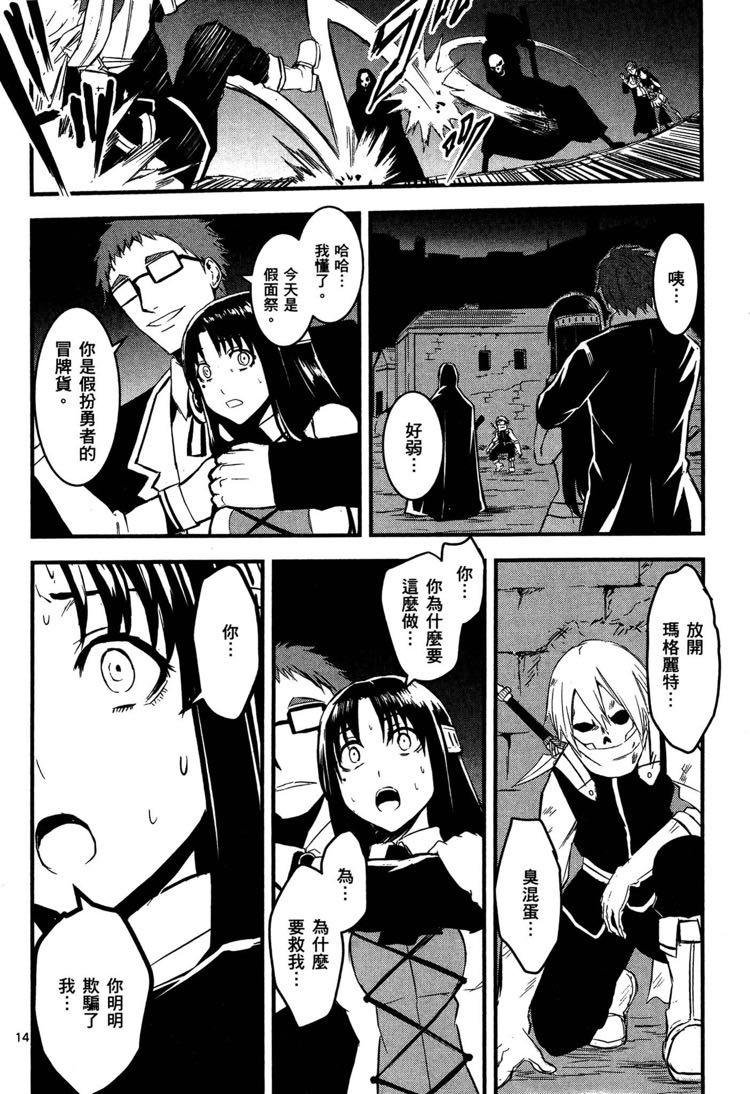 咦…
好弱。
哈哈…
我懂了。
今天是
假面祭。
你是假扮勇者的
冒牌貨。
放開
瑪格麗特…
臭混蛋…
你…
你為什麼要
這麼做…
為…
為什麼
要救我…
你…
你明明
欺騙了
我…
14